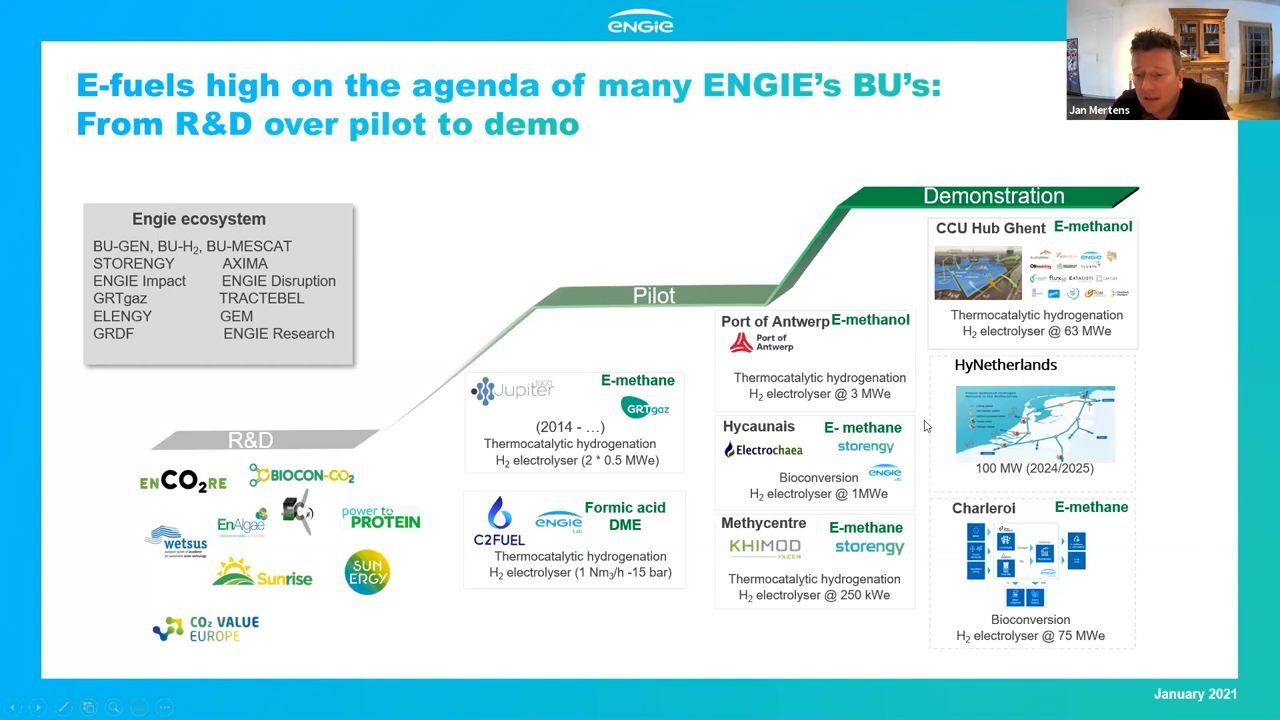 ENGIE
Jan Mertens
E-fuels high on the agenda of many ENGIE's BU's:
From R&D over pilot to demo
Engie ecosystem
BU-GEN, BU-H2, BU-MESCAT
STORENGY AXIMA
ENGIE Impact ENGIE Disruption
GRTgaz TRACTEBEL
ELENGY GEM
GRDF ENGIE Research
R&D
ENCO2RE
BIOCON-CO2
EnAlgae
power to
PROTEIN
wetsus
Sunrise
SUN
ERGY
CO2 VALUE
EUROPE
Pilot
Jupiter 1000
E-methane
GRTgaz
(2014 - …)
Thermocatalytic hydrogenation
H2 electrolyser (2 * 0.5 MWe)
C2FUEL
ENGIE
Lab
Formic acid
DME
Thermocatalytic hydrogenation
H2 electrolyser (1 Nm3/h -15 bar)
Port of Antwerp E-methanol
Port of
Antwerp
Thermocatalytic hydrogenation
H2 electrolyser @ 3 MWe
Hycaunais E- methane
Electrochaea
storengy
Bioconversion
ENGIE
Lab
H2 electrolyser @ 1MWe
Methycentre E-methane
KHIMOD
storengy
Thermocatalytic hydrogenation
H2 electrolyser @ 250 kWe
Demonstration
CCU Hub Ghent E-methanol
Thermocatalytic hydrogenation
H2 electrolyser @ 63 MWe
HyNetherlands
100 MW (2024/2025)
Charleroi E-methane
Bioconversion
H2 electrolyser @ 75 MWe
January 2021